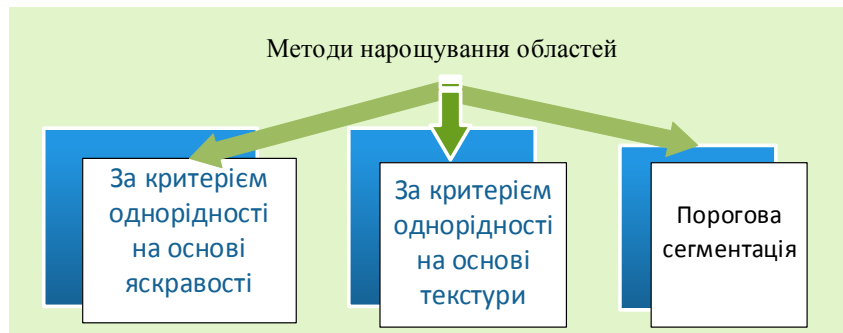 Методи нарощування областей
За критерієм
однорідності
на основі
яскравості
За критерієм
однорідності
на основі
текстури
Порогова
сегментація